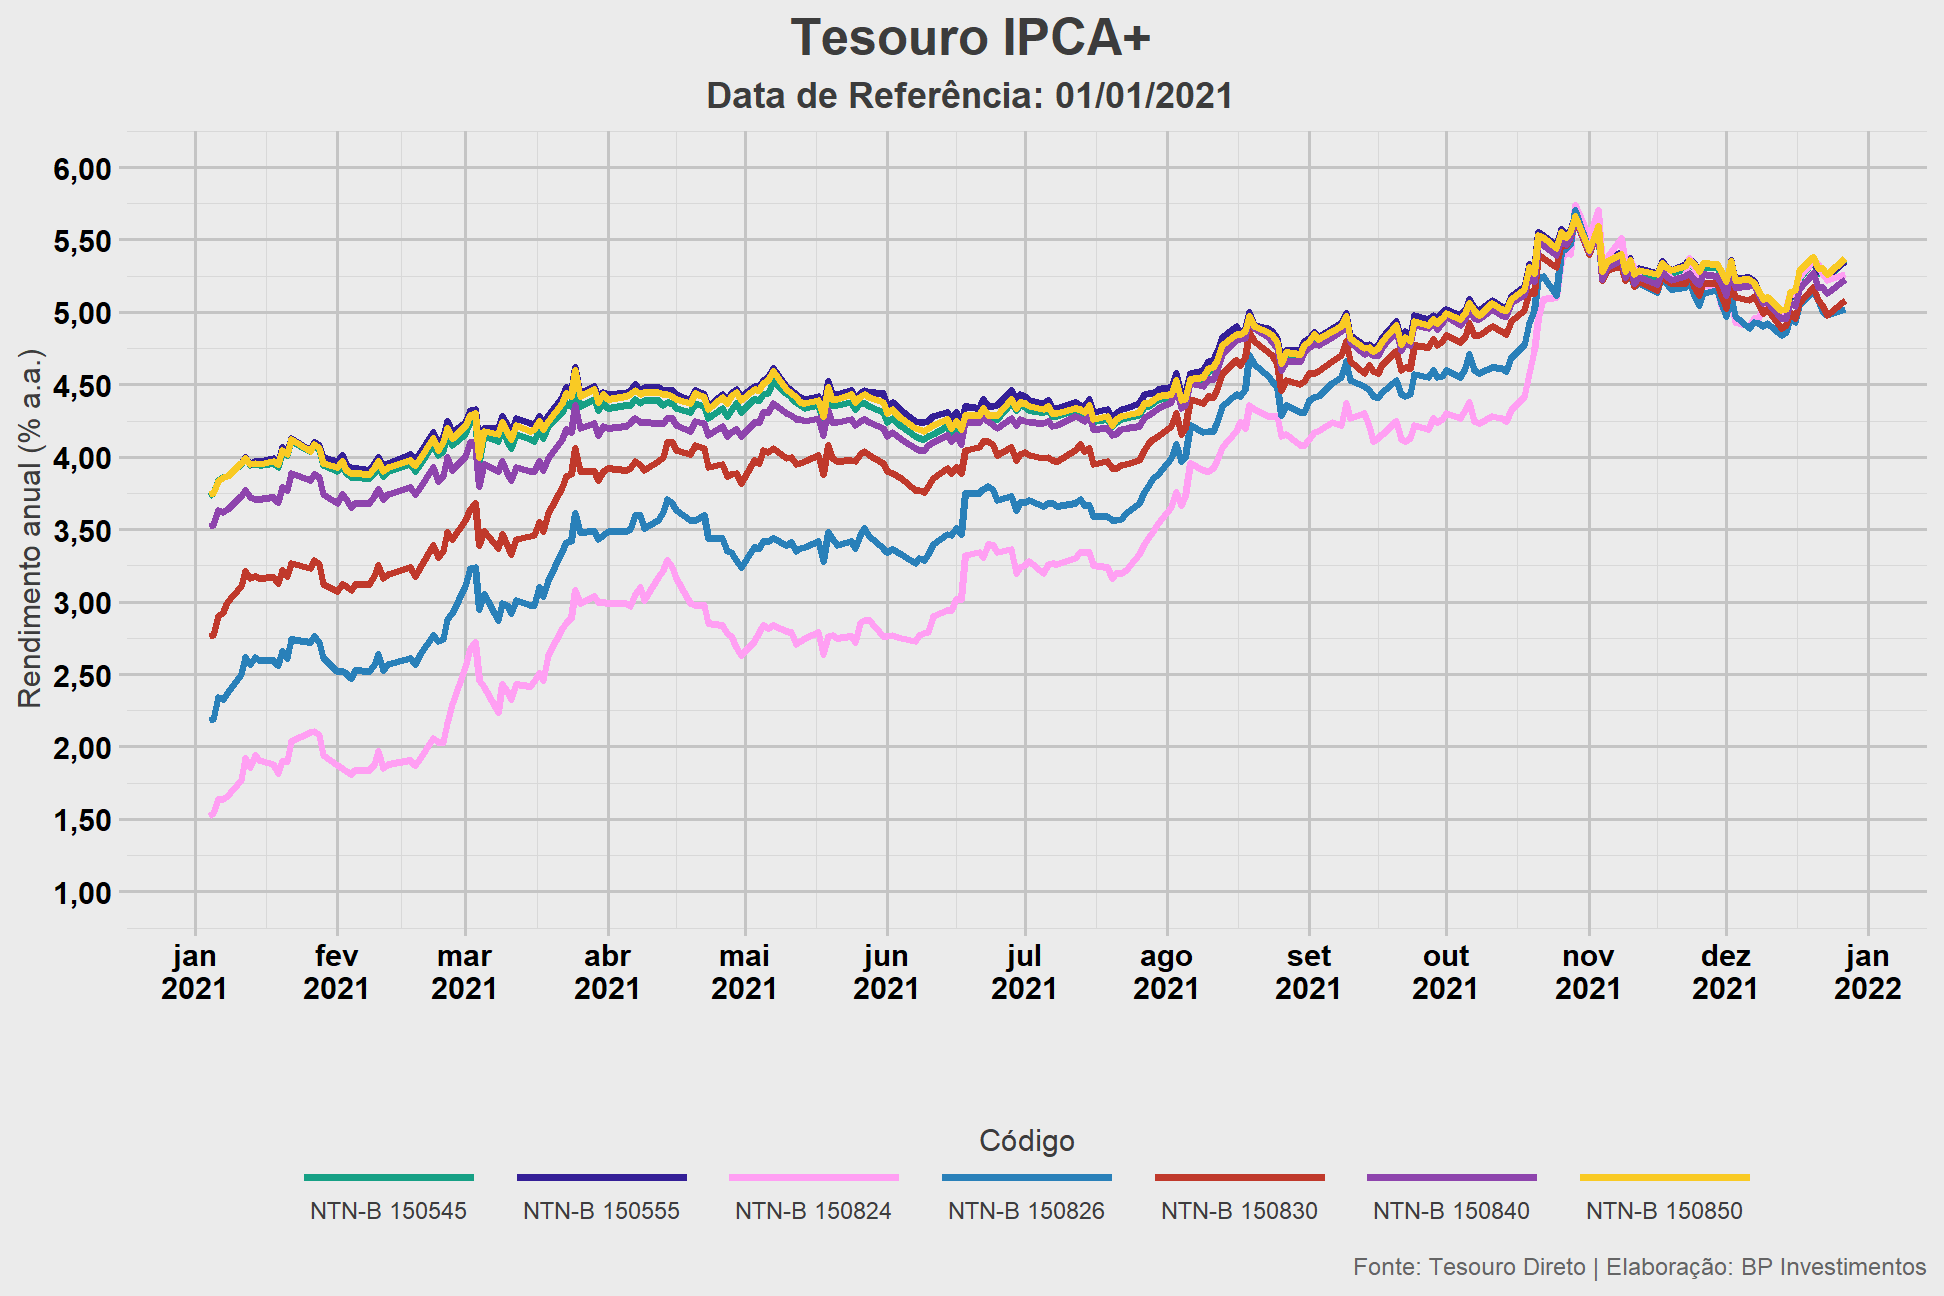 Tesouro IPCA+
Data de Referência: 01/01/2021
Rendimento anual (% a.a.)
6,00
5,50
5,00
4,50
4,00
3,50
3,00
2,50
2,00
1,50
1,00
jan fev mar abr mai jun jul ago set out nov dez jan
2021 2021 2021 2021 2021 2021 2021 2021 2021 2021 2021 2021 2022
Código
NTN-B 150545 NTN-B 150555 NTN-B 150824 NTN-B 150826 NTN-B 150830 NTN-B 150840 NTN-B 150850
Fonte: Tesouro Direto | Elaboração: BP Investimentos